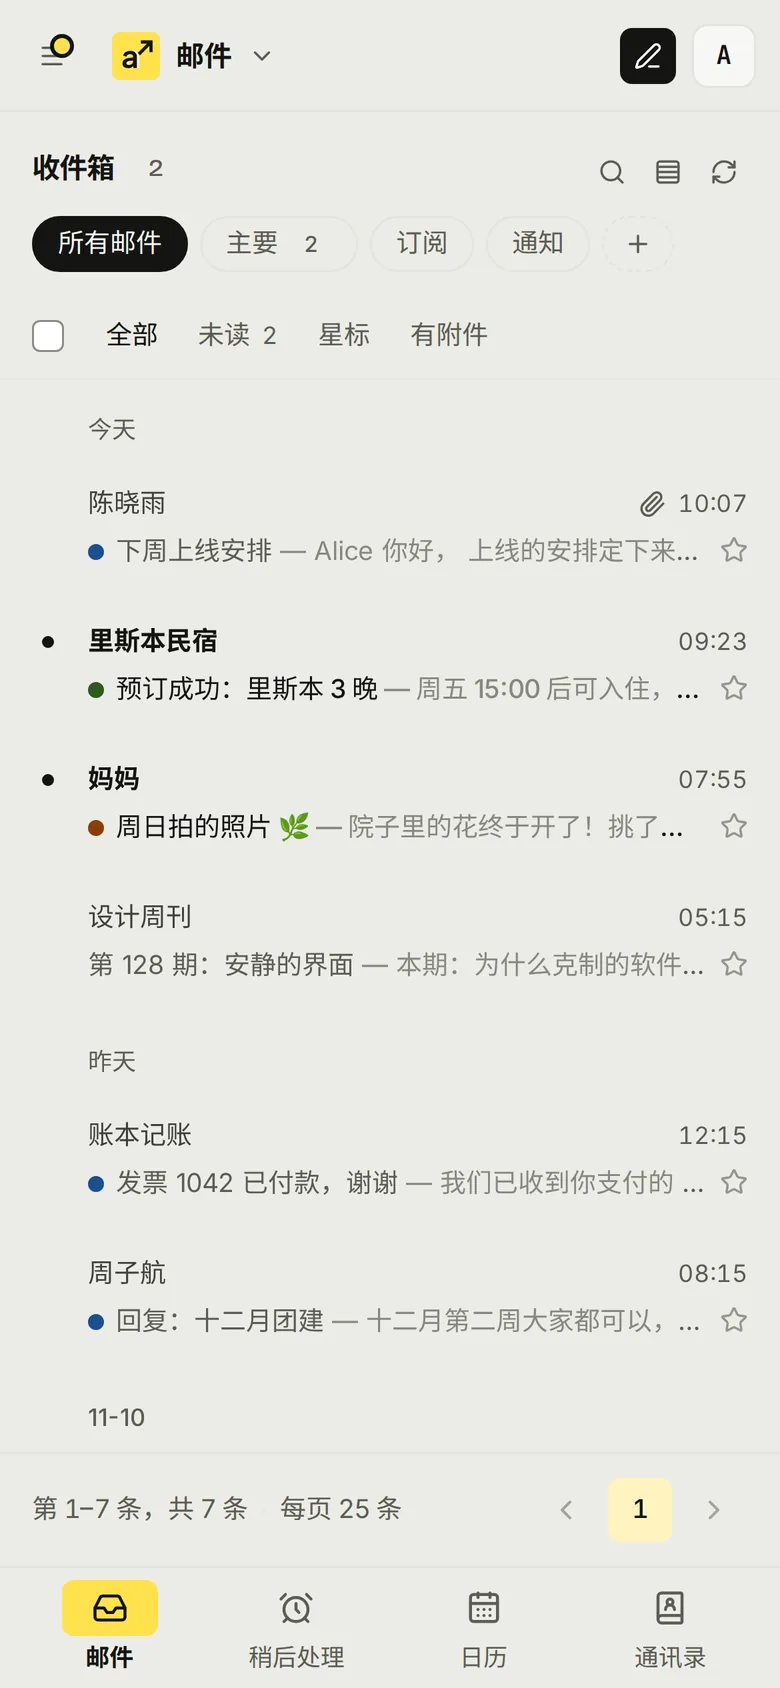 a 邮件 A
收件箱 2
所有邮件 主要 2 订阅 通知 +
全部 未读 2 星标 有附件
今天
陈晓雨 10:07
下周上线安排 — Alice 你好， 上线的安排定下来...
里斯本民宿 09:23
预订成功：里斯本 3 晚 — 周五 15:00 后可入住，...
妈妈 07:55
周日拍的照片 🌿 — 院子里的花终于开了！挑了...
设计周刊 05:15
第 128 期：安静的界面 — 本期：为什么克制的软件...
昨天
账本记账 12:15
发票 1042 已付款，谢谢 — 我们已收到你支付的 ...
周子航 08:15
回复：十二月团建 — 十二月第二周大家都可以，...
11-10
第 1–7 条，共 7 条 · 每页 25 条 1
邮件 稍后处理 日历 通讯录